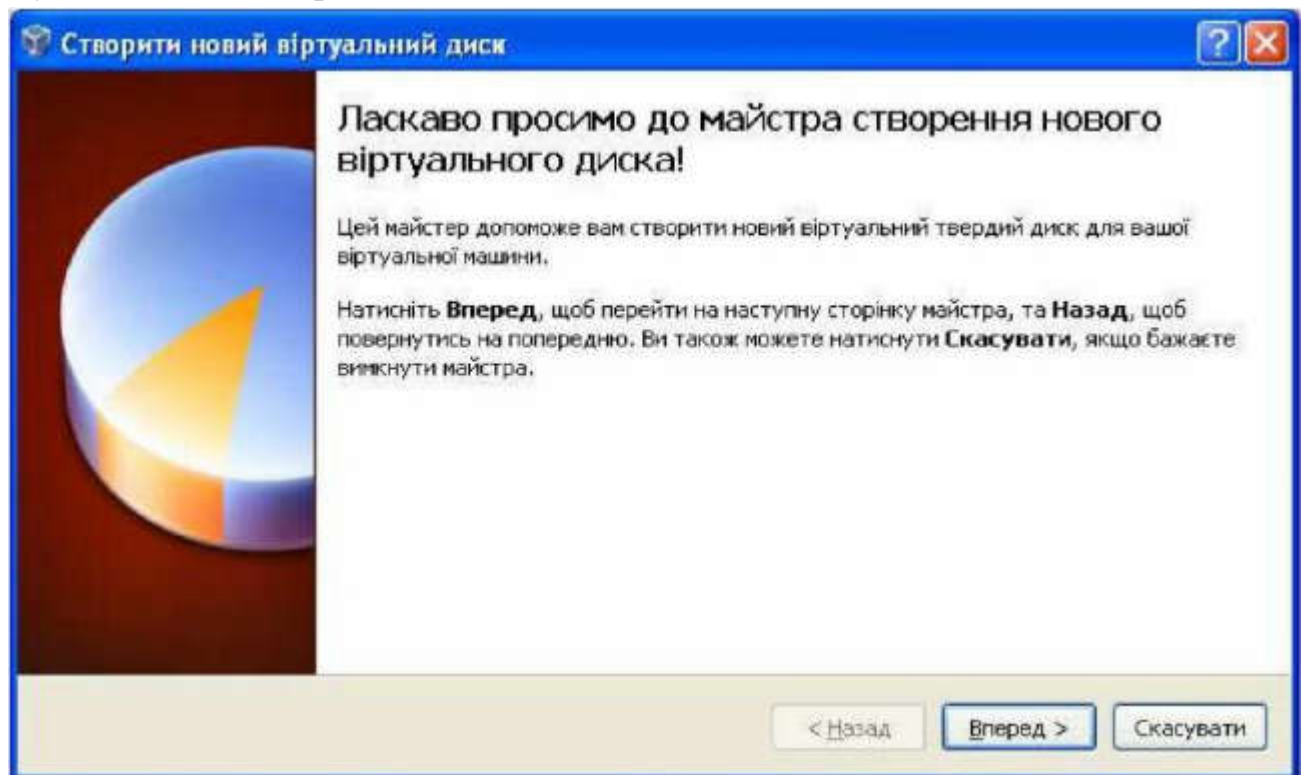 Створити новий віртуальний диск
Ласкаво просимо до майстра створення нового
віртуального диска!
Цей майстер допоможе вам створити новий віртуальний твердий диск для вашої
віртуальної машини.
Натисніть Вперед, щоб перейти на наступну сторінку майстра, та Назад, щоб
повернутись на попередню. Ви також можете натиснути Скасувати, якщо бажаєте
вимкнути майстра.
< Назад Вперед > Скасувати